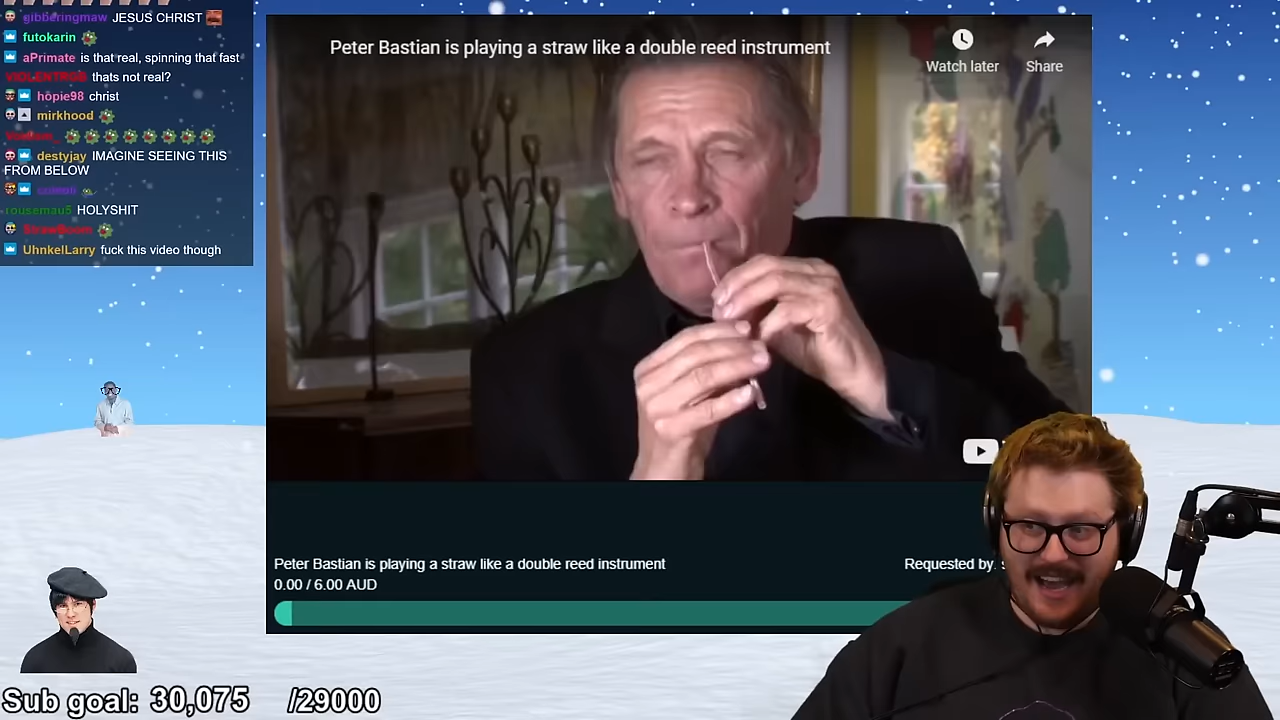 gibberingmaw JESUS CHRIST
futokarin
aPrimate is that real, spinning that fast
VIOLENTRGB thats not real?
hopie98 christ
mirkhood
destyjay IMAGINE SEEING THIS
FROM BELOW
rousemau5 HOLYSHIT
StrawBoom
UhnkelLarry fuck this video though
Peter Bastian is playing a straw like a double reed instrument
Watch later
Share
Peter Bastian is playing a straw like a double reed instrument
Requested by
0.00 / 6.00 AUD
Sub goal: 30,075 /29000